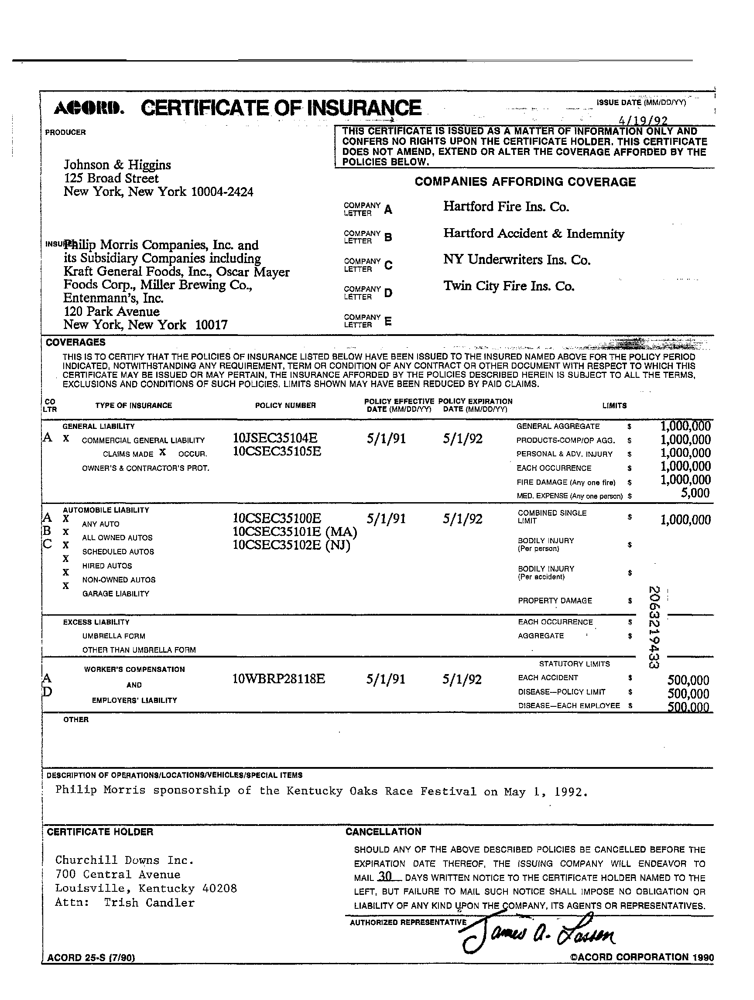 ACORD. CERTIFICATE OF INSURANCE
ISSUE DATE (MM/DD/YY)
4/19/92
PRODUCER
Johnson & Higgins
125 Broad Street
New York, New York 10004-2424
THIS CERTIFICATE IS ISSUED AS A MATTER OF INFORMATION ONLY AND
CONFERS NO RIGHTS UPON THE CERTIFICATE HOLDER. THIS CERTIFICATE
DOES NOT AMEND, EXTEND OR ALTER THE COVERAGE AFFORDED BY THE
POLICIES BELOW.
COMPANIES AFFORDING COVERAGE
COMPANY LETTER A Hartford Fire Ins. Co.
COMPANY LETTER B Hartford Accident & Indemnity
COMPANY LETTER C NY Underwriters Ins. Co.
COMPANY LETTER D Twin City Fire Ins. Co.
COMPANY LETTER E
INSU Philip Morris Companies, Inc. and
its Subsidiary Companies including
Kraft General Foods, Inc., Oscar Mayer
Foods Corp., Miller Brewing Co.,
Entenmann's, Inc.
120 Park Avenue
New York, New York 10017
COVERAGES
THIS IS TO CERTIFY THAT THE POLICIES OF INSURANCE LISTED BELOW HAVE BEEN ISSUED TO THE INSURED NAMED ABOVE FOR THE POLICY PERIOD
INDICATED, NOTWITHSTANDING ANY REQUIREMENT, TERM OR CONDITION OF ANY CONTRACT OR OTHER DOCUMENT WITH RESPECT TO WHICH THIS
CERTIFICATE MAY BE ISSUED OR MAY PERTAIN, THE INSURANCE AFFORDED BY THE POLICIES DESCRIBED HEREIN IS SUBJECT TO ALL THE TERMS,
EXCLUSIONS AND CONDITIONS OF SUCH POLICIES. LIMITS SHOWN MAY HAVE BEEN REDUCED BY PAID CLAIMS.
CO LTR TYPE OF INSURANCE POLICY NUMBER POLICY EFFECTIVE DATE (MM/DD/YY) POLICY EXPIRATION DATE (MM/DD/YY) LIMITS
GENERAL LIABILITY GENERAL AGGREGATE $ 1,000,000
A X COMMERCIAL GENERAL LIABILITY 10JSEC35104E 5/1/91 5/1/92 PRODUCTS-COMP/OP AGG. $ 1,000,000
CLAIMS MADE X OCCUR. 10CSEC35105E PERSONAL & ADV. INJURY $ 1,000,000
OWNER'S & CONTRACTOR'S PROT. EACH OCCURRENCE $ 1,000,000
FIRE DAMAGE (Any one fire) $ 1,000,000
MED. EXPENSE (Any one person) $ 5,000
AUTOMOBILE LIABILITY
A X ANY AUTO 10CSEC35100E 5/1/91 5/1/92 COMBINED SINGLE LIMIT $ 1,000,000
B X ALL OWNED AUTOS 10CSEC35101E (MA)
C X SCHEDULED AUTOS 10CSEC35102E (NJ) BODILY INJURY (Per person) $
X HIRED AUTOS
X NON-OWNED AUTOS BODILY INJURY (Per accident) $
GARAGE LIABILITY
PROPERTY DAMAGE $
EXCESS LIABILITY EACH OCCURRENCE $
UMBRELLA FORM AGGREGATE $
OTHER THAN UMBRELLA FORM
2063219433
WORKER'S COMPENSATION STATUTORY LIMITS
A AND 10WBRP28118E 5/1/91 5/1/92 EACH ACCIDENT $ 500,000
D DISEASE—POLICY LIMIT $ 500,000
EMPLOYERS' LIABILITY DISEASE—EACH EMPLOYEE $ 500,000
OTHER
DESCRIPTION OF OPERATIONS/LOCATIONS/VEHICLES/SPECIAL ITEMS
Philip Morris sponsorship of the Kentucky Oaks Race Festival on May 1, 1992.
CERTIFICATE HOLDER
Churchill Downs Inc.
700 Central Avenue
Louisville, Kentucky 40208
Attn: Trish Candler
CANCELLATION
SHOULD ANY OF THE ABOVE DESCRIBED POLICIES BE CANCELLED BEFORE THE
EXPIRATION DATE THEREOF, THE ISSUING COMPANY WILL ENDEAVOR TO
MAIL 30 DAYS WRITTEN NOTICE TO THE CERTIFICATE HOLDER NAMED TO THE
LEFT, BUT FAILURE TO MAIL SUCH NOTICE SHALL IMPOSE NO OBLIGATION OR
LIABILITY OF ANY KIND UPON THE COMPANY, ITS AGENTS OR REPRESENTATIVES.
AUTHORIZED REPRESENTATIVE
James A. Lassen
ACORD 25-S (7/90)
©ACORD CORPORATION 1990